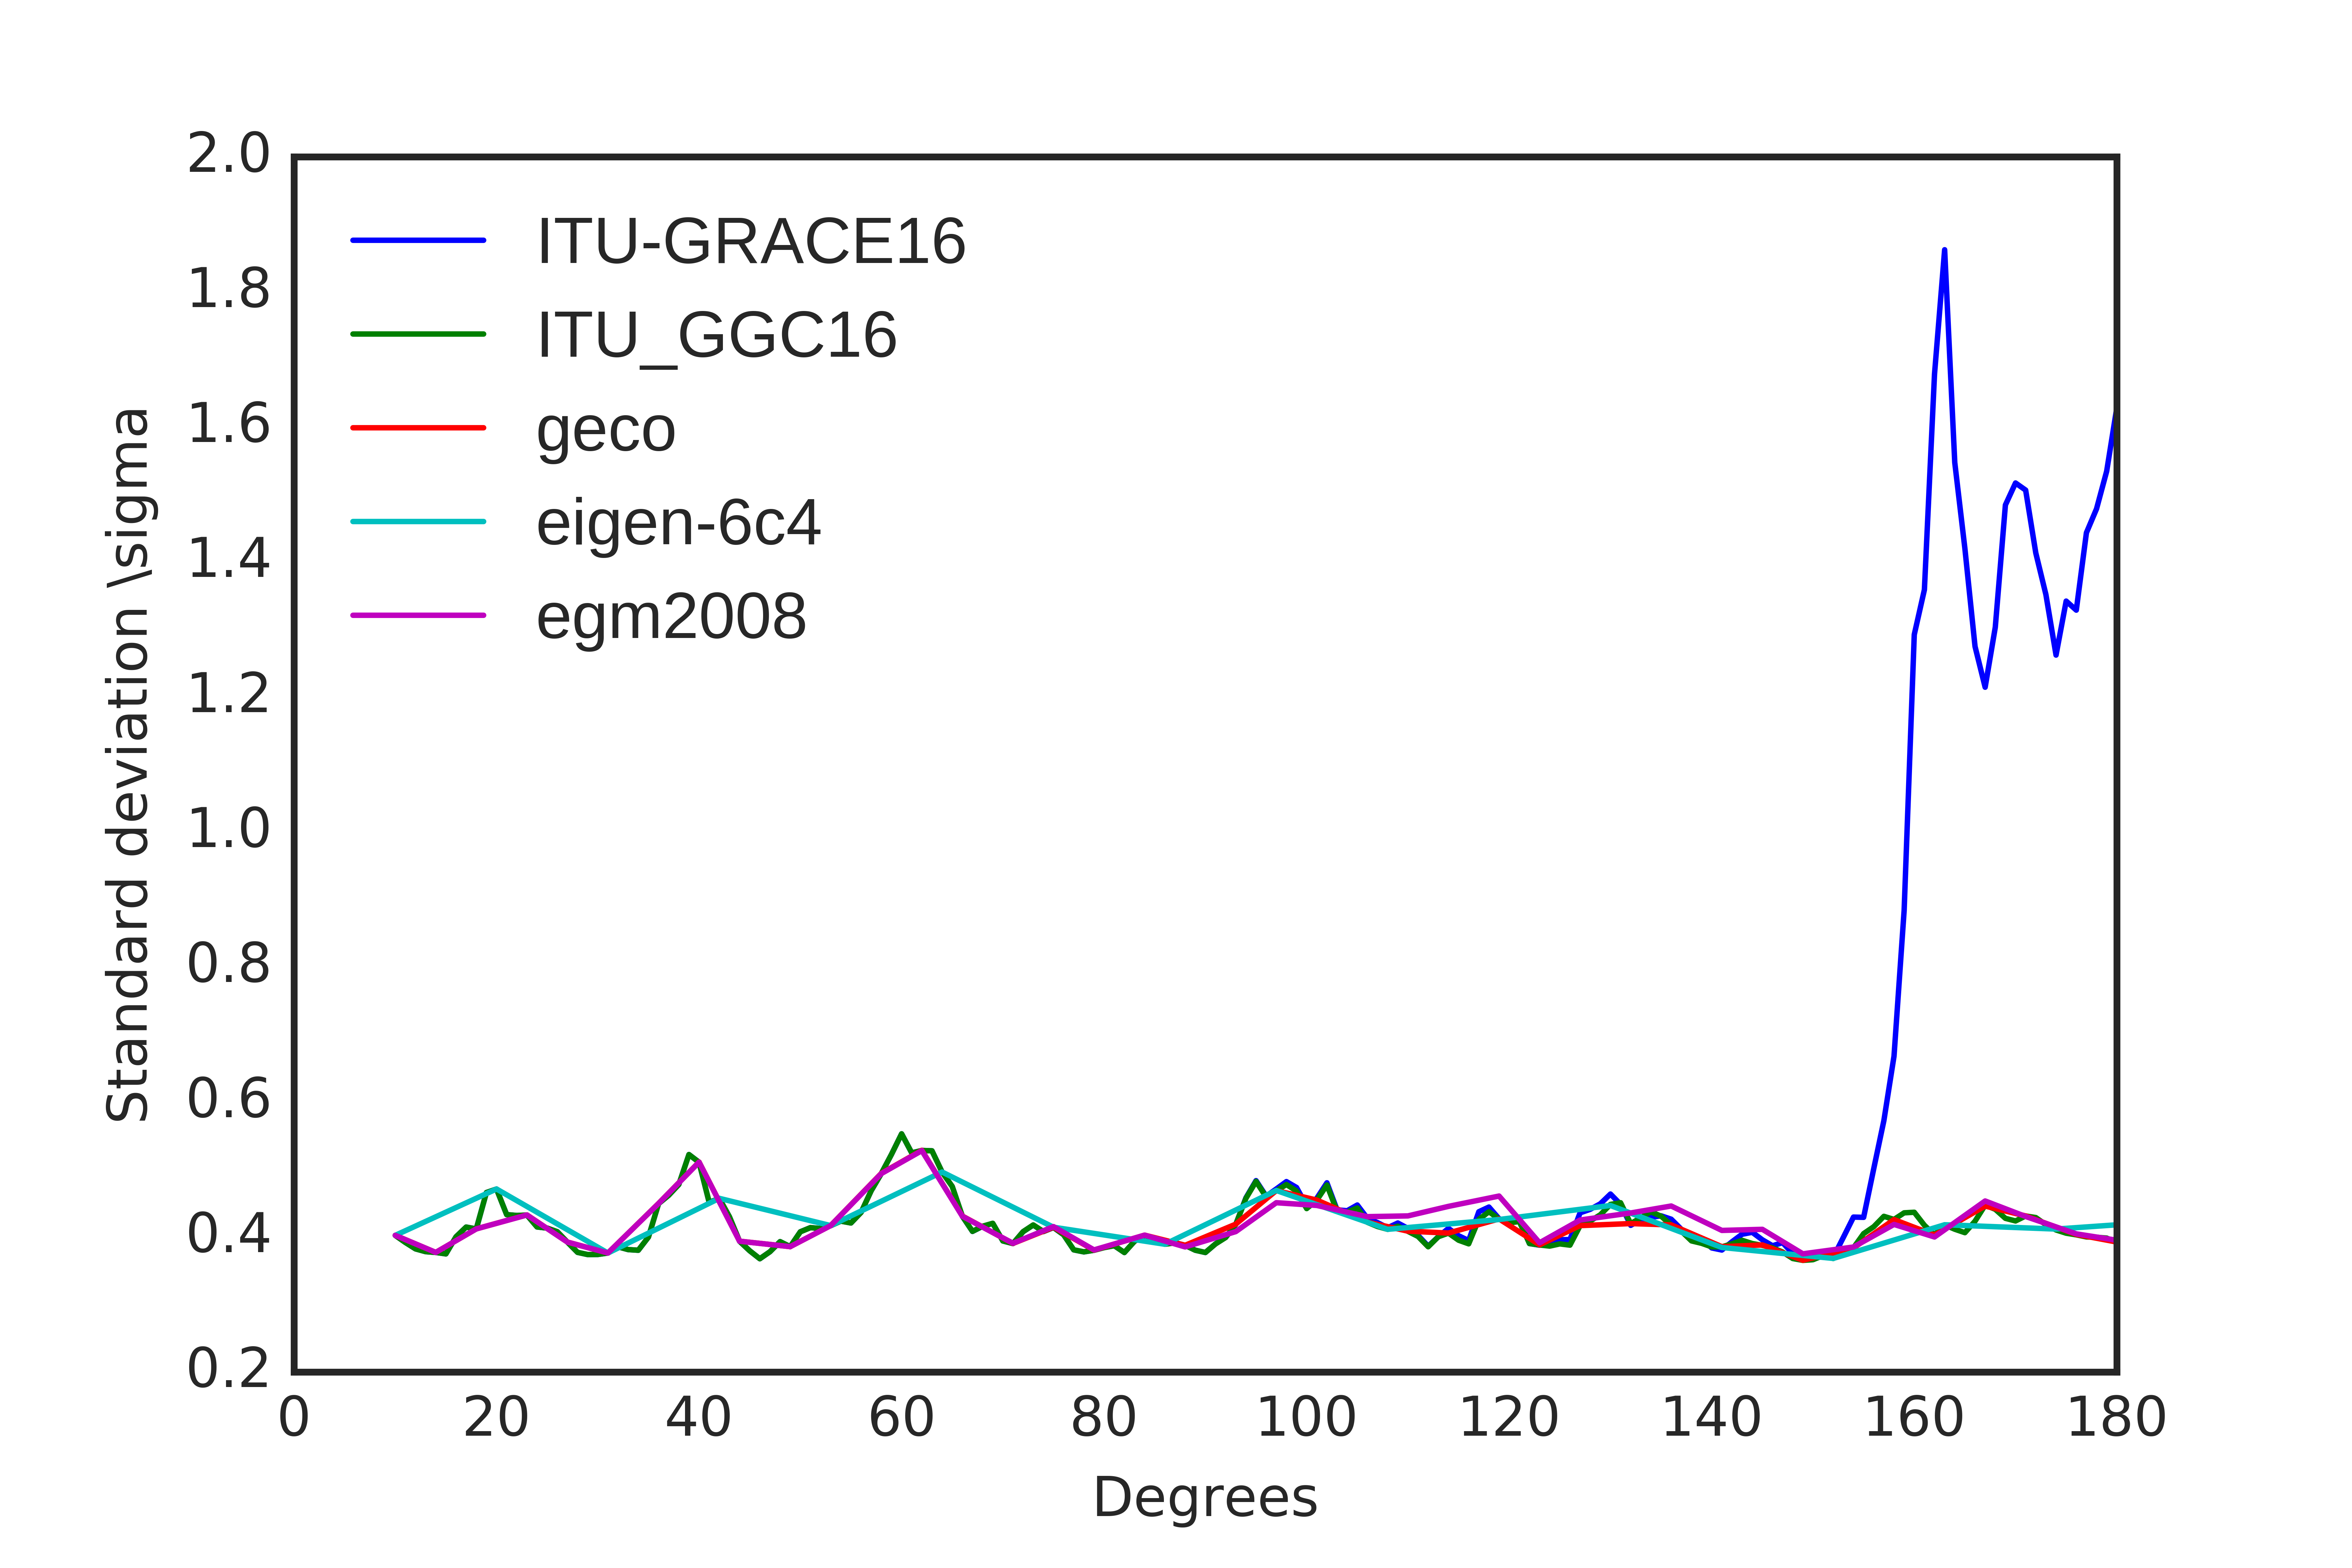 2.0
1.8
1.6
1.4
1.2
1.0
0.8
0.6
0.4
0.2
Standard deviation \sigma
ITU-GRACE16
ITU_GGC16
geco
eigen-6c4
egm2008
0 20 40 60 80 100 120 140 160 180
Degrees